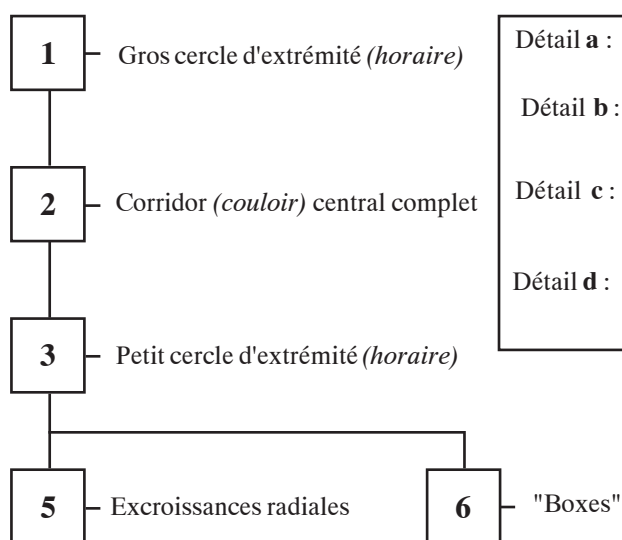 1 Gros cercle d'extrémité (horaire)
2 Corridor (couloir) central complet
3 Petit cercle d'extrémité (horaire)
5 Excroissances radiales
6 "Boxes"
Détail a :
Détail b :
Détail c :
Détail d :